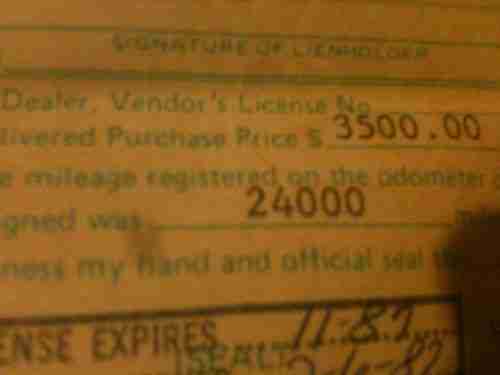 SIGNATURE OF LIENHOLDER
Dealer, Vendor's License No
livered Purchase Price $ 3500.00
e mileage registered on the odometer
gned was 24000
ness my hand and official seal
ENSE EXPIRES
SEAL